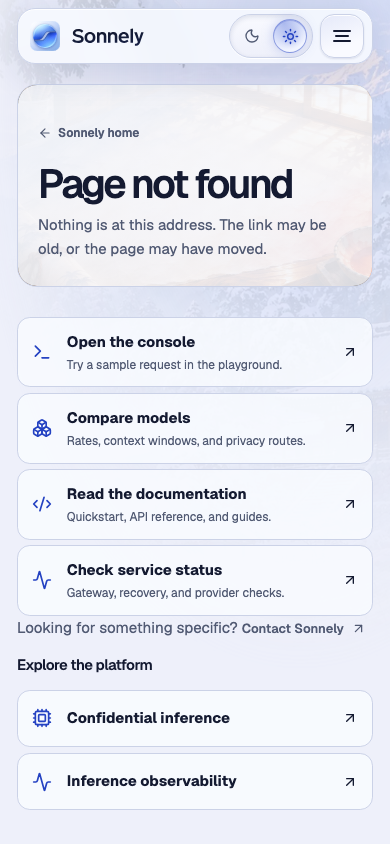 Sonnely
Sonnely home
Page not found
Nothing is at this address. The link may be
old, or the page may have moved.
Open the console
Try a sample request in the playground.
Compare models
Rates, context windows, and privacy routes.
Read the documentation
Quickstart, API reference, and guides.
Check service status
Gateway, recovery, and provider checks.
Looking for something specific? Contact Sonnely
Explore the platform
Confidential inference
Inference observability